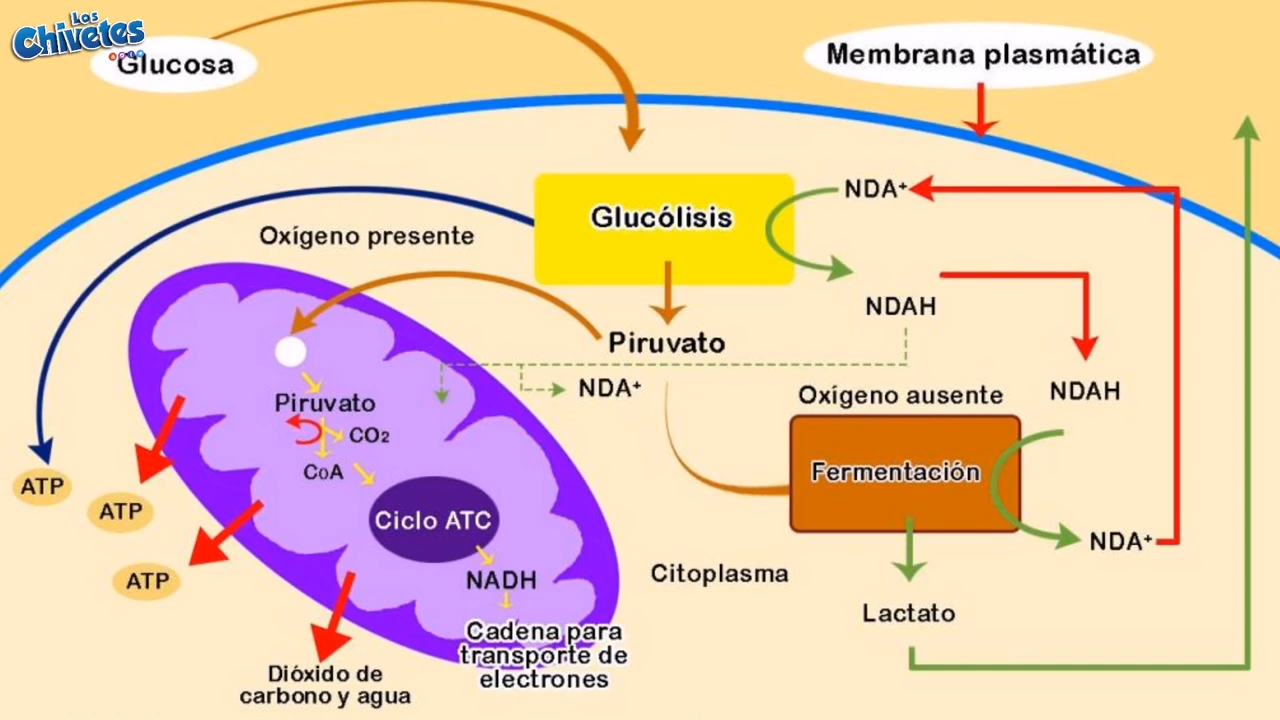 Los
Chivetes
Glucosa
Membrana plasmática
NDA⁺
Glucólisis
Oxígeno presente
NDAH
Piruvato
NDA⁺
Oxígeno ausente
NDAH
Piruvato
CO₂
CoA
Fermentación
ATP
ATP
Ciclo ATC
NDA⁺
ATP
NADH
Citoplasma
Lactato
Cadena para
transporte de
electrones
Dióxido de
carbono y agua